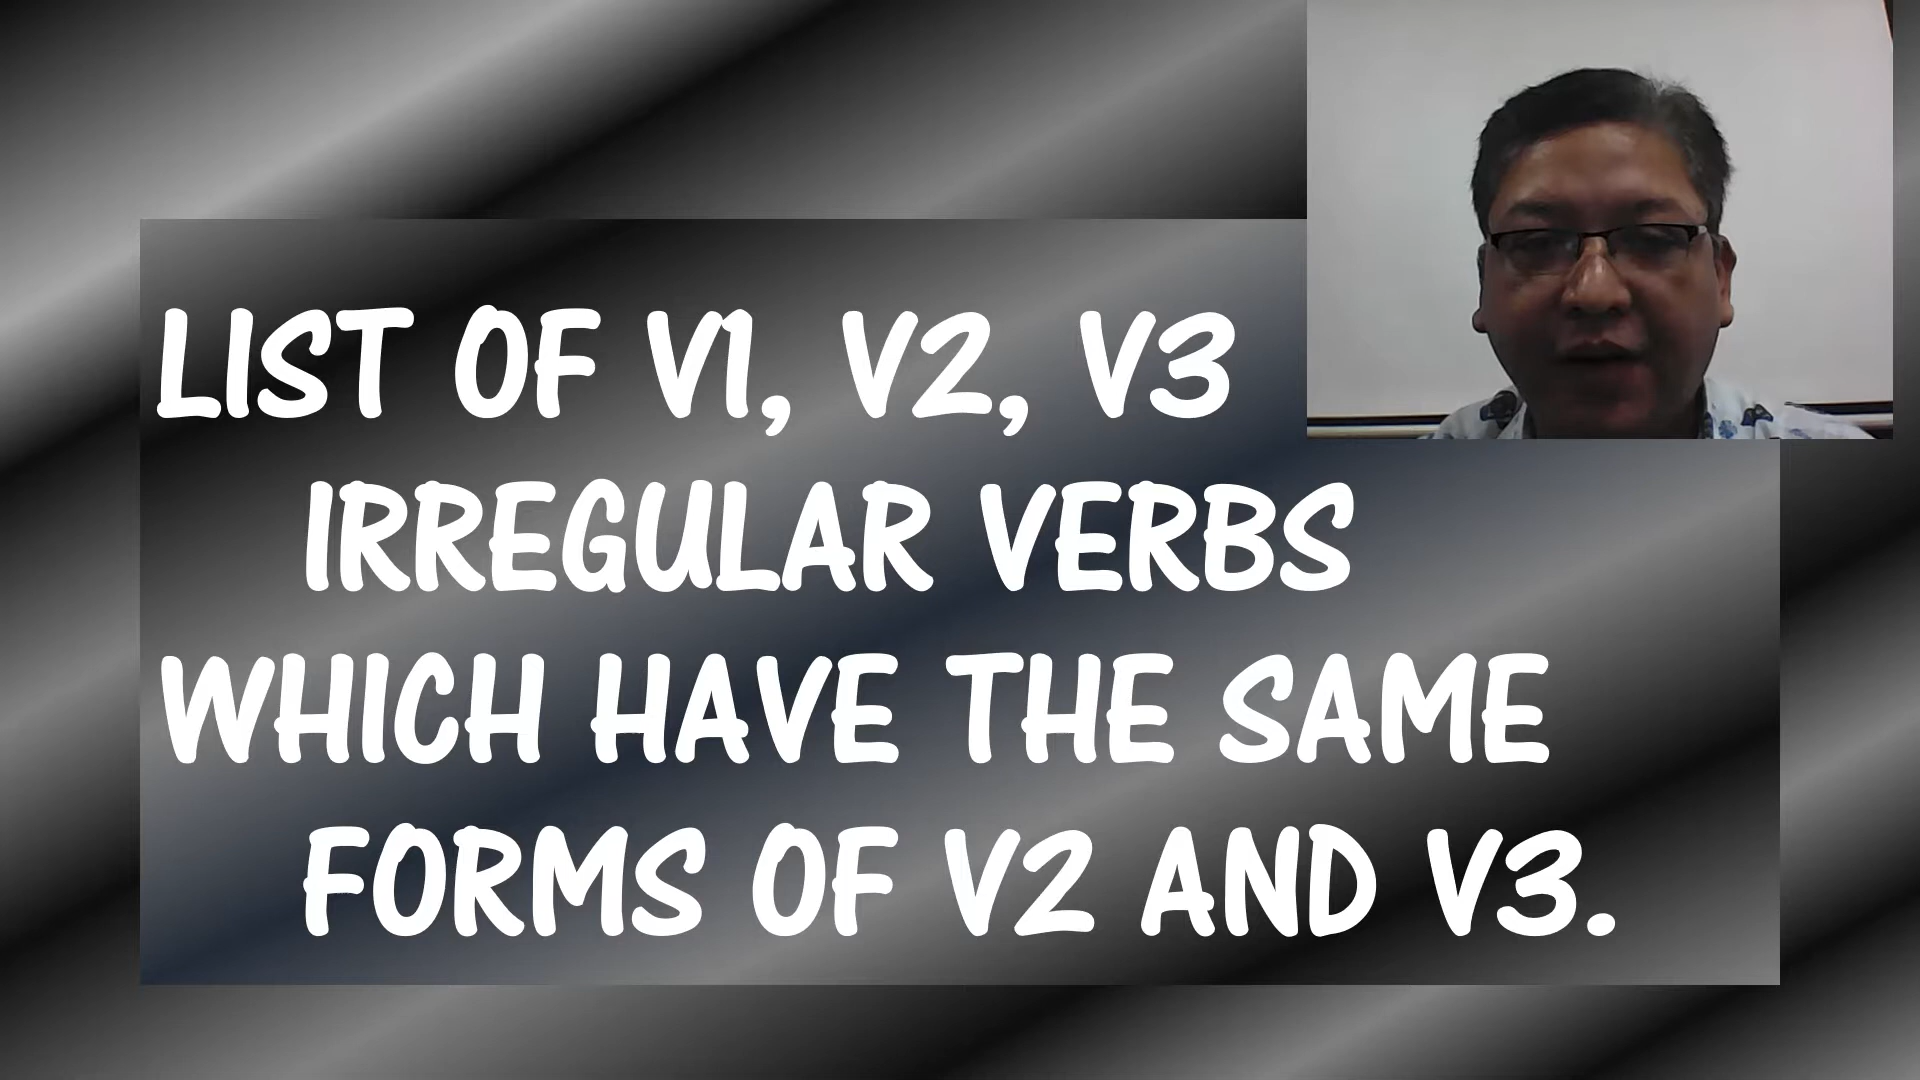 LIST OF V1, V2, V3
IRREGULAR VERBS
WHICH HAVE THE SAME
FORMS OF V2 AND V3.